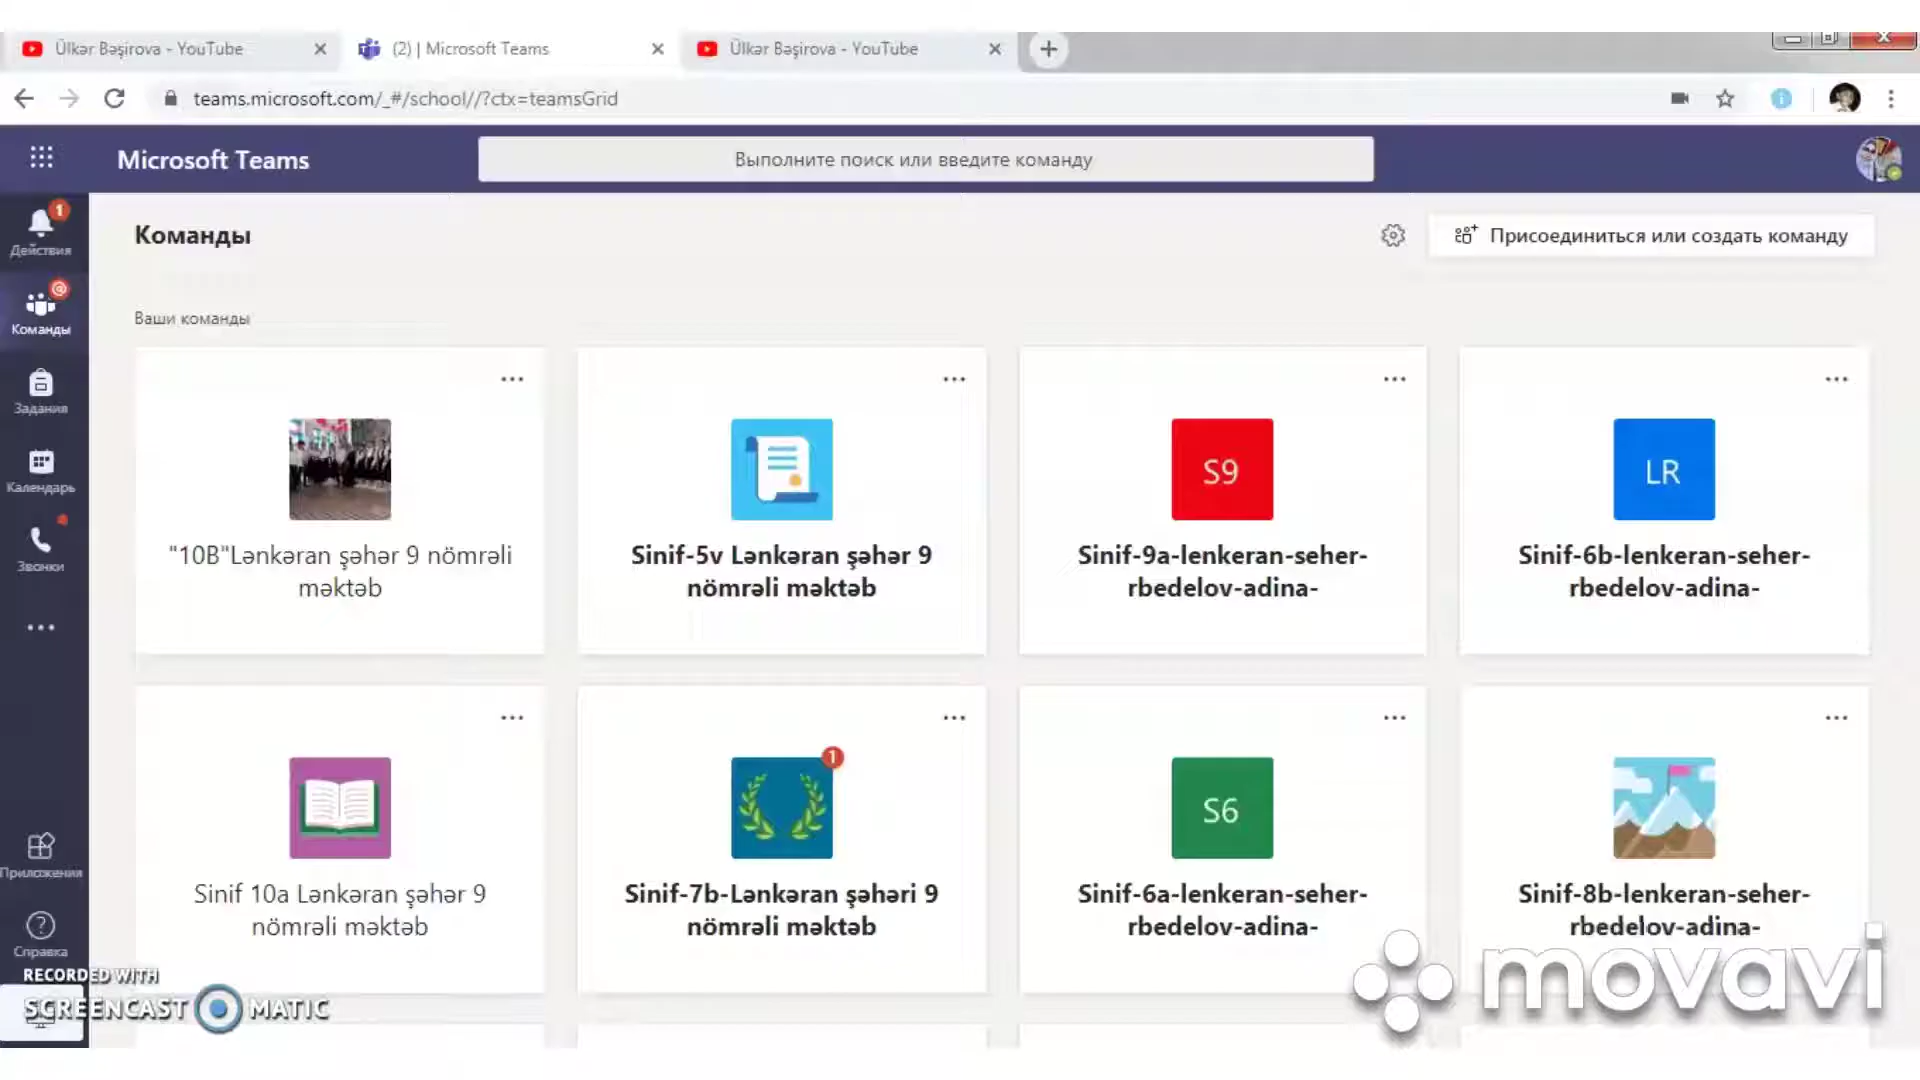 Ülkər Bəşirova - YouTube
(2) | Microsoft Teams
Ülkər Bəşirova - YouTube
teams.microsoft.com/_#/school//?ctx=teamsGrid
Microsoft Teams
Выполните поиск или введите команду
1
Действия
Команды
Задания
Календарь
Звонки
Приложения
Справка
Команды
Присоединиться или создать команду
Ваши команды
"10B"Lənkəran şəhər 9 nömrəli
məktəb
Sinif-5v Lənkəran şəhər 9
nömrəli məktəb
S9
Sinif-9a-lenkeran-seher-
rbedelov-adina-
LR
Sinif-6b-lenkeran-seher-
rbedelov-adina-
Sinif 10a Lənkəran şəhər 9
nömrəli məktəb
1
Sinif-7b-Lənkəran şəhəri 9
nömrəli məktəb
S6
Sinif-6a-lenkeran-seher-
rbedelov-adina-
Sinif-8b-lenkeran-seher-
rbedelov-adina-
RECORDED WITH
SCREENCAST MATIC
movavi